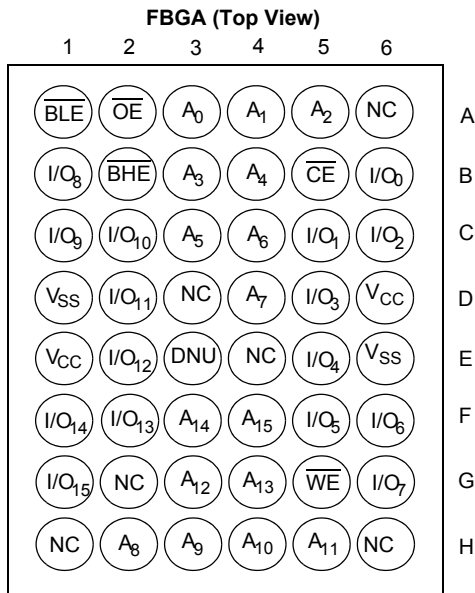 FBGA (Top View)
1 2 3 4 5 6
BLE OE A0 A1 A2 NC A
I/O8 BHE A3 A4 CE I/O0 B
I/O9 I/O10 A5 A6 I/O1 I/O2 C
VSS I/O11 NC A7 I/O3 VCC D
VCC I/O12 DNU NC I/O4 VSS E
I/O14 I/O13 A14 A15 I/O5 I/O6 F
I/O15 NC A12 A13 WE I/O7 G
NC A8 A9 A10 A11 NC H